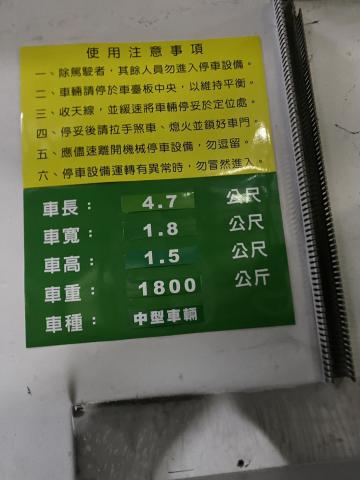 使用注意事項
一、除駕駛者，其餘人員勿進入停車設備。
二、車輛請停於車臺板中央，以維持平衡。
三、收天線，並緩速將車輛停妥於定位處。
四、停妥後請拉手煞車、熄火並鎖好車門。
五、應儘速離開機械停車設備，勿逗留。
六、停車設備運轉有異常時，勿冒然進入。
車長： 4.7 公尺
車寬： 1.8 公尺
車高： 1.5 公尺
車重： 1800 公斤
車種： 中型車輛